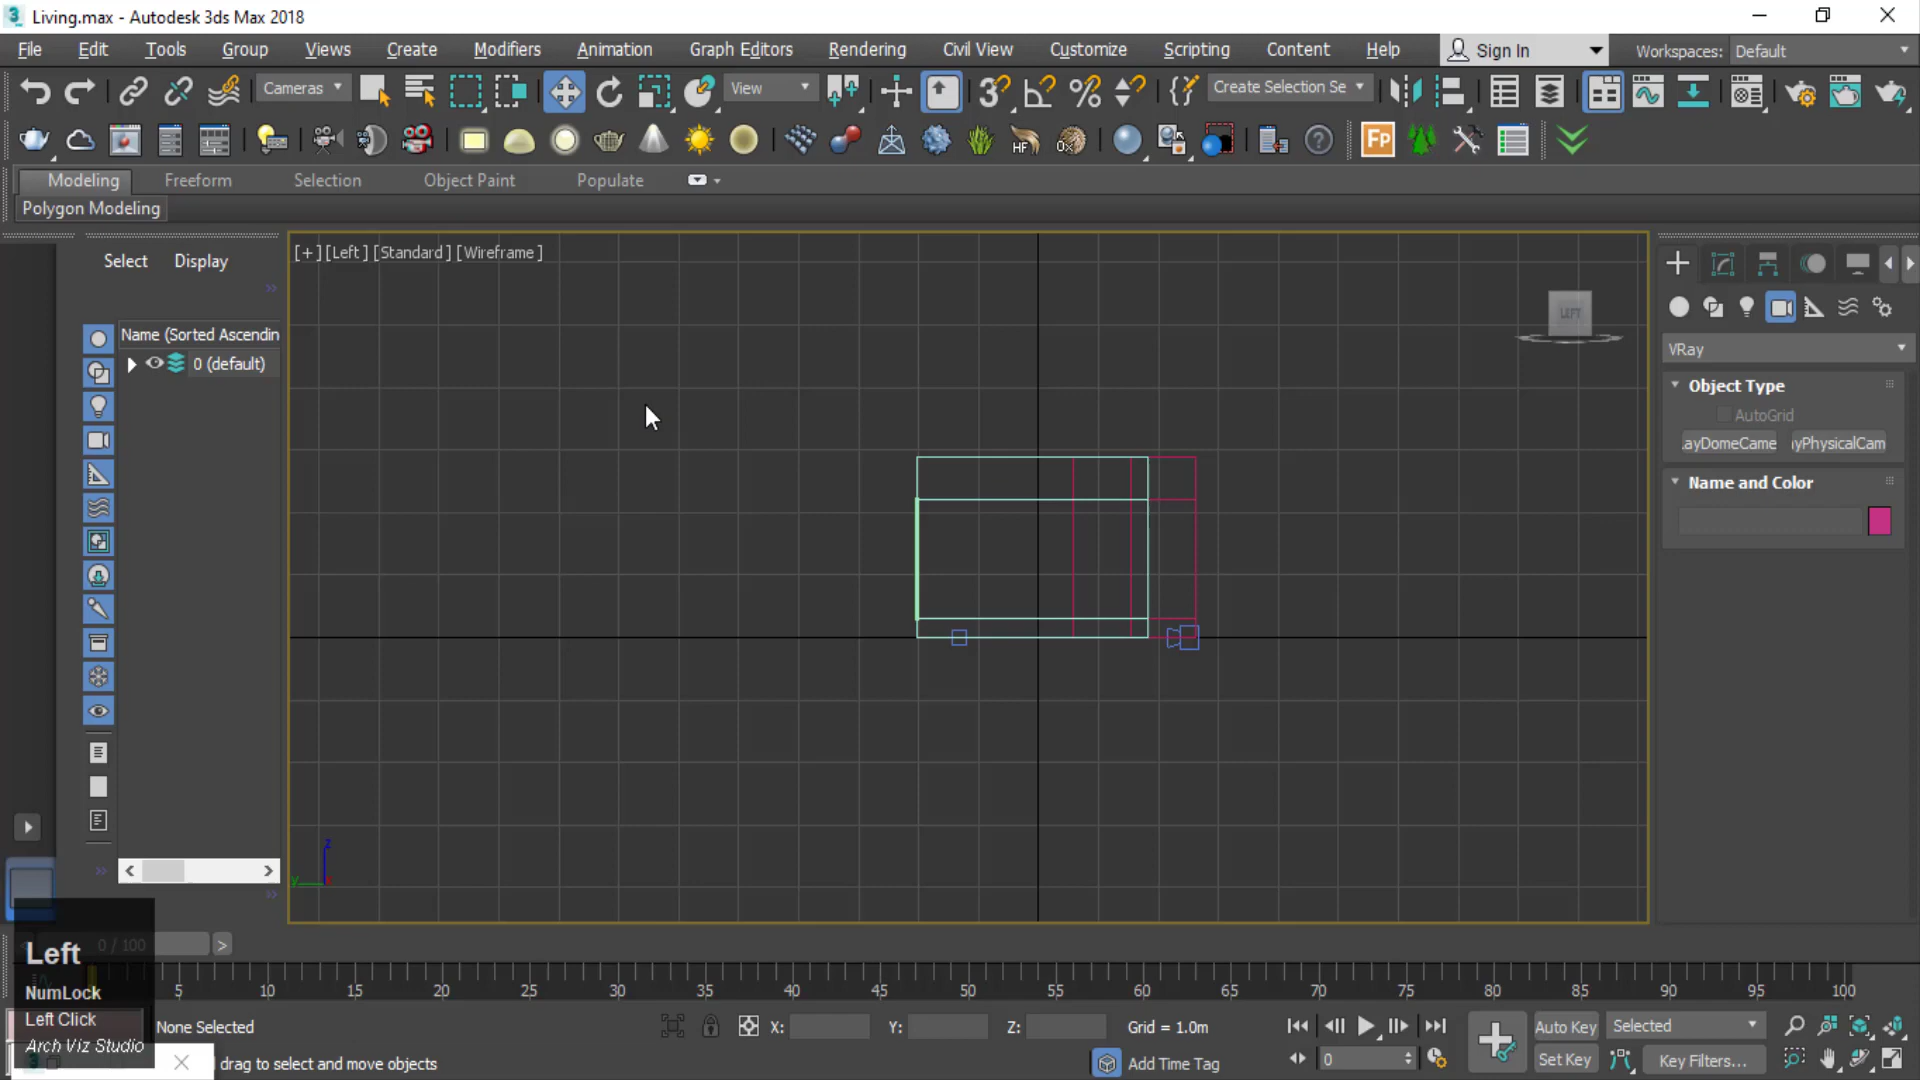 Living.max - Autodesk 3ds Max 2018
File Edit Tools Group Views Create Modifiers Animation Graph Editors Rendering Civil View Customize Scripting Content Help Sign In Workspaces: Default
Cameras View Create Selection Se
HF Fp
Modeling Freeform Selection Object Paint Populate
Polygon Modeling
Select Display
[+] [Left ] [Standard ] [Wireframe ]
LEFT
Name (Sorted Ascendin
0 (default)
VRay
Object Type
AutoGrid
.ayDomeCame yPhysicalCam
Name and Color
z
y
0 / 100
5 10 15 20 25 30 35 40 45 50 55 60 65 70 75 80 85 90 95 100
Left
NumLock
Left Click
Arch Viz Studio
None Selected X: Y: Z: Grid = 1.0m Auto Key Selected
drag to select and move objects Add Time Tag 0 Set Key Key Filters...